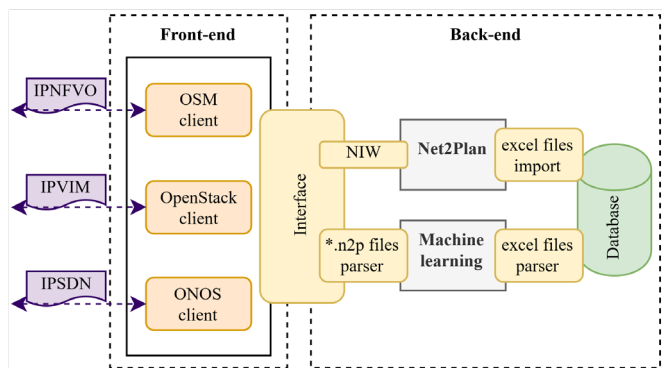 Front-end
Back-end
IPNFVO
OSM
client
IPVIM
OpenStack
client
IPSDN
ONOS
client
Interface
NIW
Net2Plan
excel files
import
*.n2p files
parser
Machine
learning
excel files
parser
Database